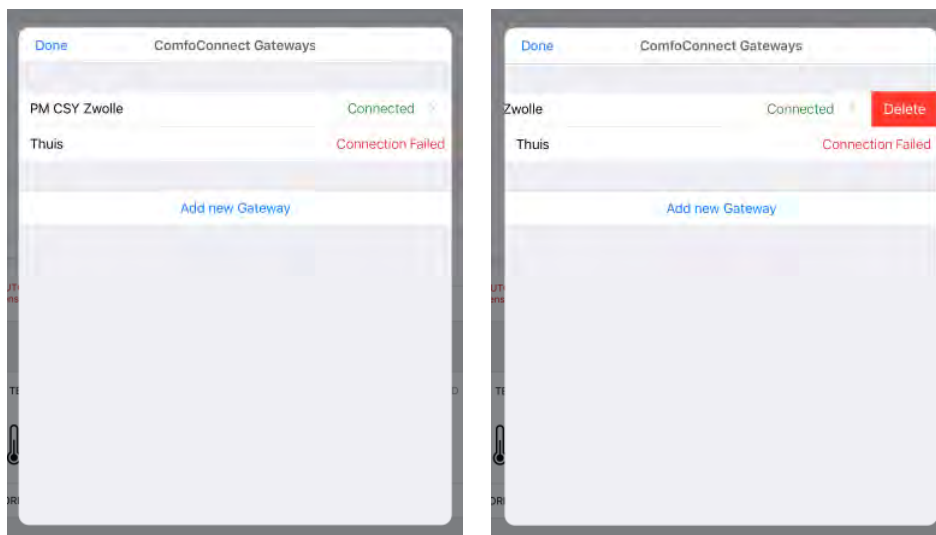 Done ComfoConnect Gateways
PM CSY Zwolle Connected
Thuis Connection Failed
Add new Gateway
Done ComfoConnect Gateways
Zwolle Connected Delete
Thuis Connection Failed
Add new Gateway